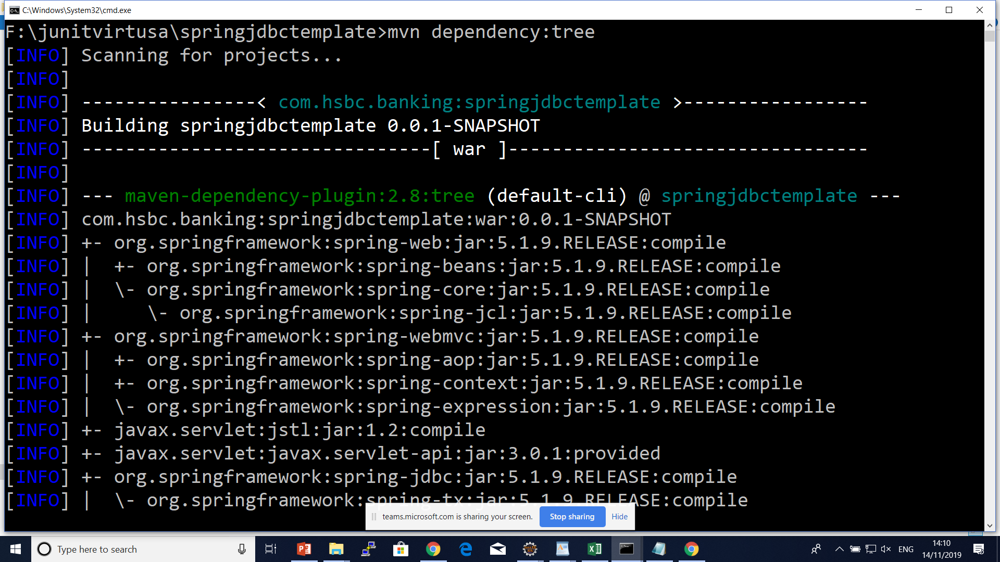 C:\Windows\System32\cmd.exe
F:\junitvirtusa\springjdbctemplate>mvn dependency:tree
[INFO] Scanning for projects...
[INFO]
[INFO] ----------------< com.hsbc.banking:springjdbctemplate >-----------------
[INFO] Building springjdbctemplate 0.0.1-SNAPSHOT
[INFO] --------------------------------[ war ]---------------------------------
[INFO]
[INFO] --- maven-dependency-plugin:2.8:tree (default-cli) @ springjdbctemplate ---
[INFO] com.hsbc.banking:springjdbctemplate:war:0.0.1-SNAPSHOT
[INFO] +- org.springframework:spring-web:jar:5.1.9.RELEASE:compile
[INFO] |  +- org.springframework:spring-beans:jar:5.1.9.RELEASE:compile
[INFO] |  \- org.springframework:spring-core:jar:5.1.9.RELEASE:compile
[INFO] |     \- org.springframework:spring-jcl:jar:5.1.9.RELEASE:compile
[INFO] +- org.springframework:spring-webmvc:jar:5.1.9.RELEASE:compile
[INFO] |  +- org.springframework:spring-aop:jar:5.1.9.RELEASE:compile
[INFO] |  +- org.springframework:spring-context:jar:5.1.9.RELEASE:compile
[INFO] |  \- org.springframework:spring-expression:jar:5.1.9.RELEASE:compile
[INFO] +- javax.servlet:jstl:jar:1.2:compile
[INFO] +- javax.servlet:javax.servlet-api:jar:3.0.1:provided
[INFO] +- org.springframework:spring-jdbc:jar:5.1.9.RELEASE:compile
[INFO] |  \- org.springframework:spring-tx:jar:5.1.9.RELEASE:compile
teams.microsoft.com is sharing your screen. Stop sharing Hide
Type here to search
ENG
14:10
14/11/2019